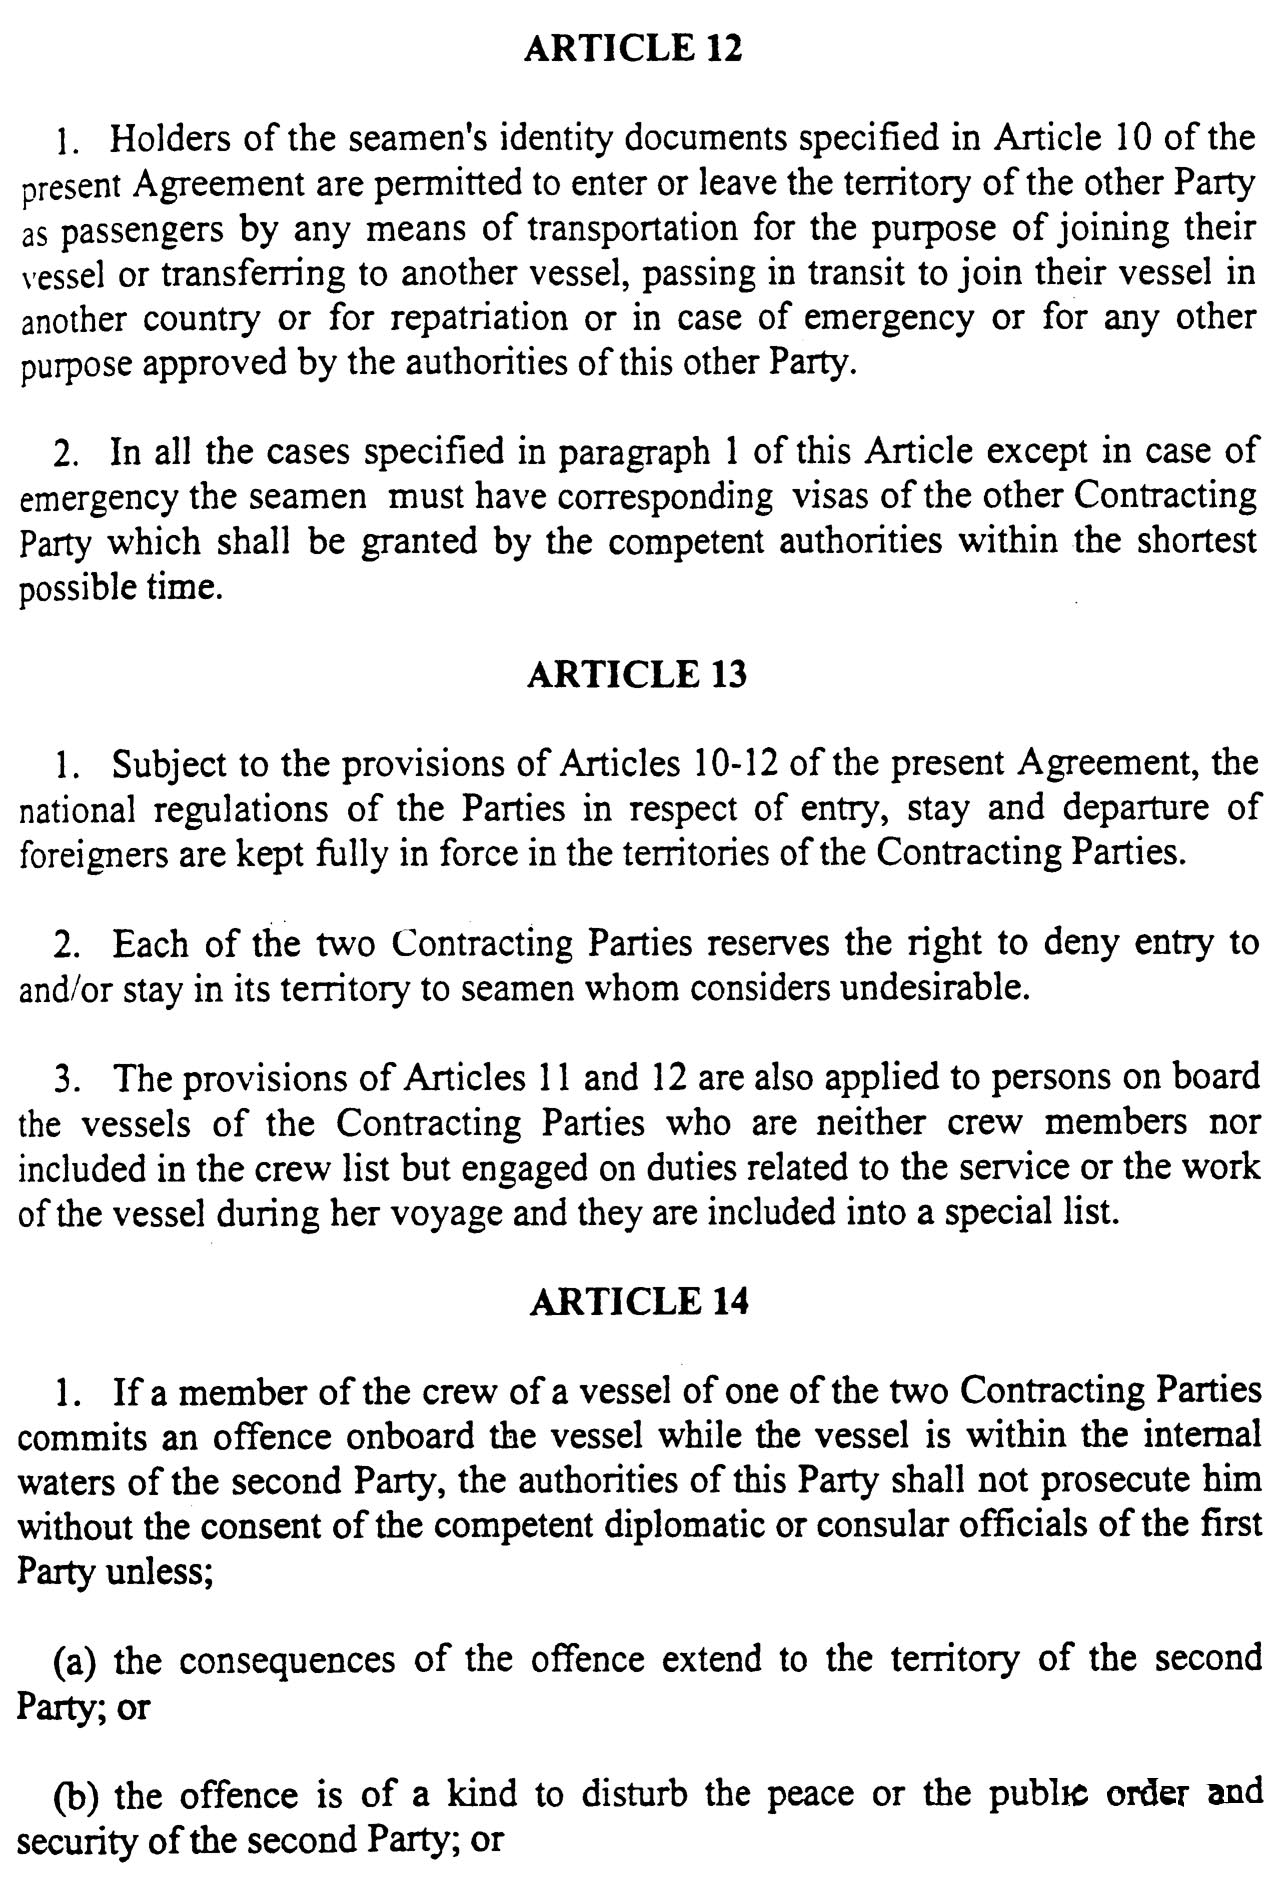 ARTICLE 12
1. Holders of the seamen's identity documents specified in Article 10 of the
present Agreement are permitted to enter or leave the territory of the other Party
as passengers by any means of transportation for the purpose of joining their
vessel or transferring to another vessel, passing in transit to join their vessel in
another country or for repatriation or in case of emergency or for any other
purpose approved by the authorities of this other Party.
2. In all the cases specified in paragraph 1 of this Article except in case of
emergency the seamen must have corresponding visas of the other Contracting
Party which shall be granted by the competent authorities within the shortest
possible time.
ARTICLE 13
1. Subject to the provisions of Articles 10-12 of the present Agreement, the
national regulations of the Parties in respect of entry, stay and departure of
foreigners are kept fully in force in the territories of the Contracting Parties.
2. Each of the two Contracting Parties reserves the right to deny entry to
and/or stay in its territory to seamen whom considers undesirable.
3. The provisions of Articles 11 and 12 are also applied to persons on board
the vessels of the Contracting Parties who are neither crew members nor
included in the crew list but engaged on duties related to the service or the work
of the vessel during her voyage and they are included into a special list.
ARTICLE 14
1. If a member of the crew of a vessel of one of the two Contracting Parties
commits an offence onboard the vessel while the vessel is within the internal
waters of the second Party, the authorities of this Party shall not prosecute him
without the consent of the competent diplomatic or consular officials of the first
Party unless;
(a) the consequences of the offence extend to the territory of the second
Party; or
(b) the offence is of a kind to disturb the peace or the public order and
security of the second Party; or